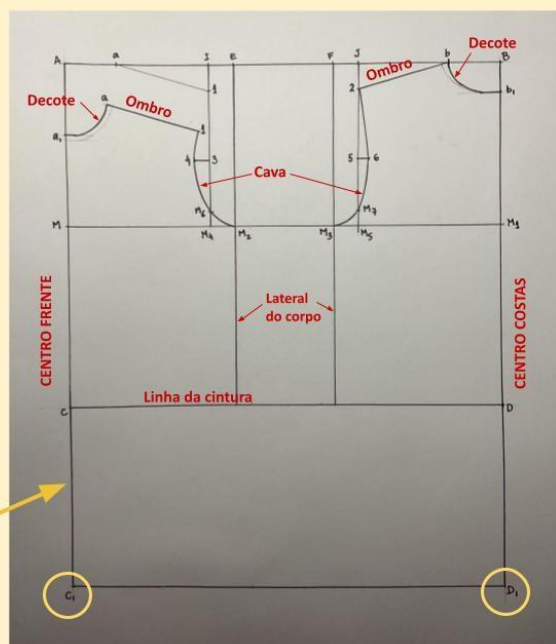 A a I E F J b B
Decote
Ombro
Decote
a
Ombro
1
2
b₁
a₁
1
4 3
5 6
Cava
M₆
M₇
M M₄ M₂ M₃ M₅ M₁
CENTRO FRENTE
Lateral
do corpo
CENTRO COSTAS
Linha da cintura
C D
C₁ D₁